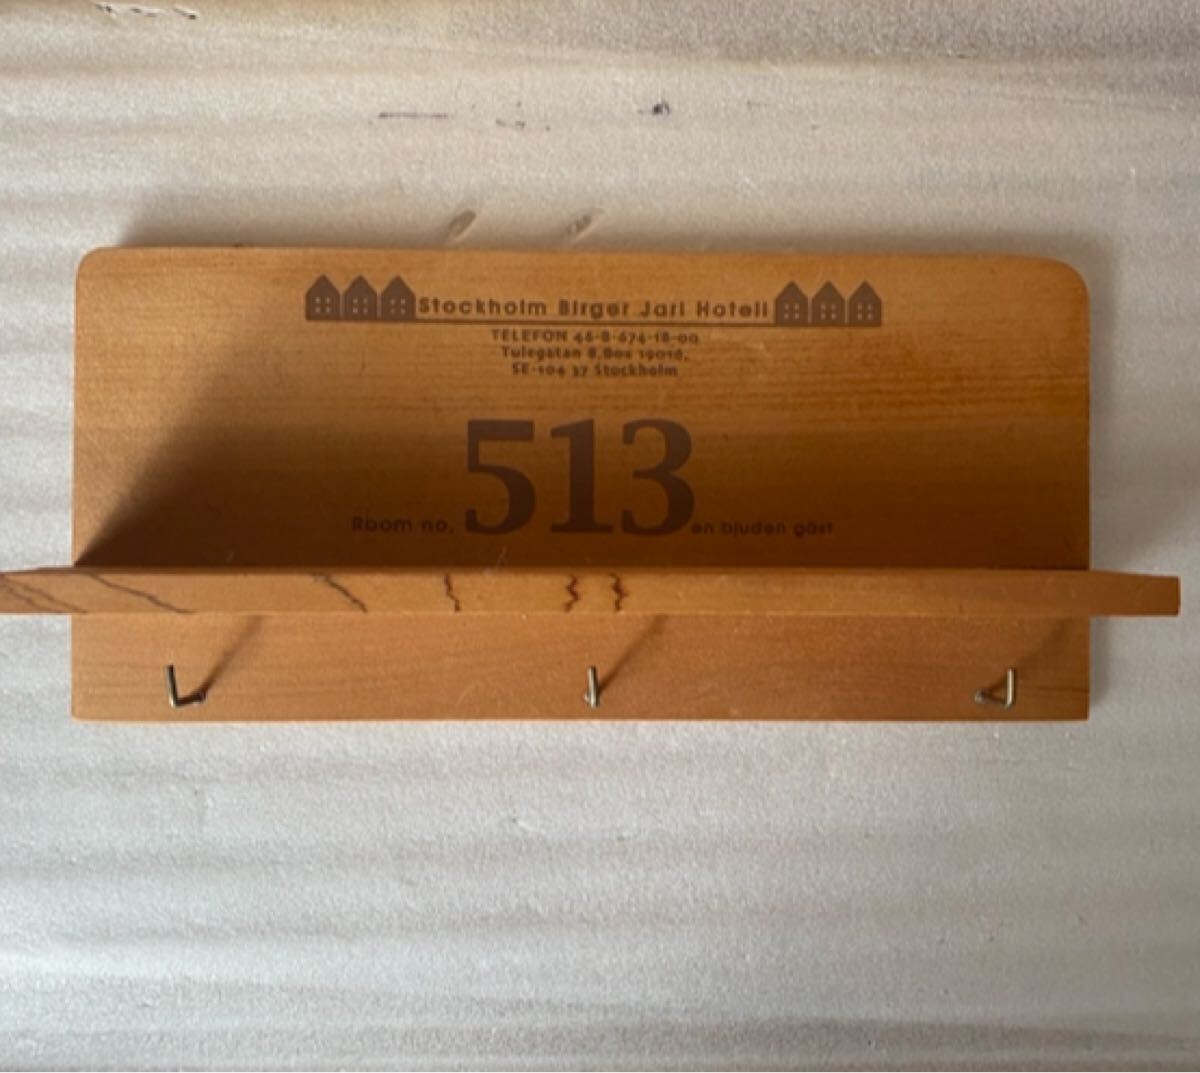 Stockholm Birger Jarl Hotell
TELEFON 46-8-674-18-00
Tulegatan 8,Box 19016,
SE-104 37 Stockholm
Room no. 513 en bjuden gäst